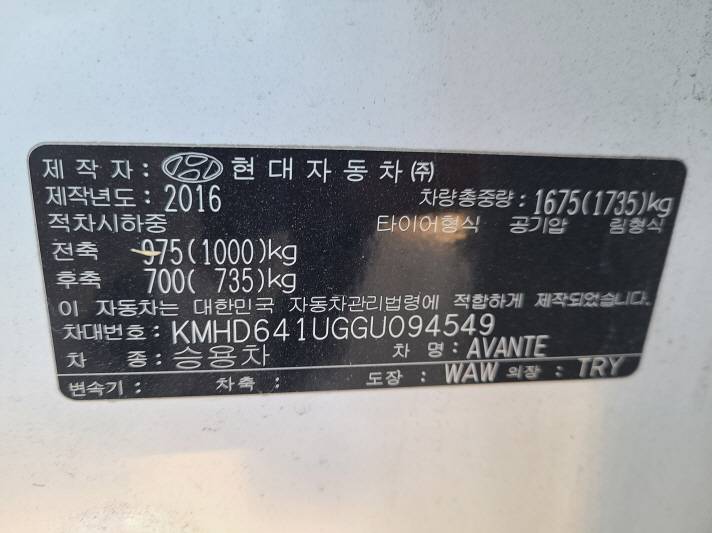 제 작 자 : 현대자동차㈜
제작년도 : 2016 차량총중량 : 1675(1735)kg
적차시하중 타이어형식 공기압 림형식
전축 975(1000)kg
후축 700( 735)kg
이 자동차는 대한민국 자동차관리법령에 적합하게 제작되었습니다.
차대번호 : KMHD641UGGU094549
차 종 : 승용차 차 명 : AVANTE
변속기 : 차축 : 도장 : WAW 의장 : TRY